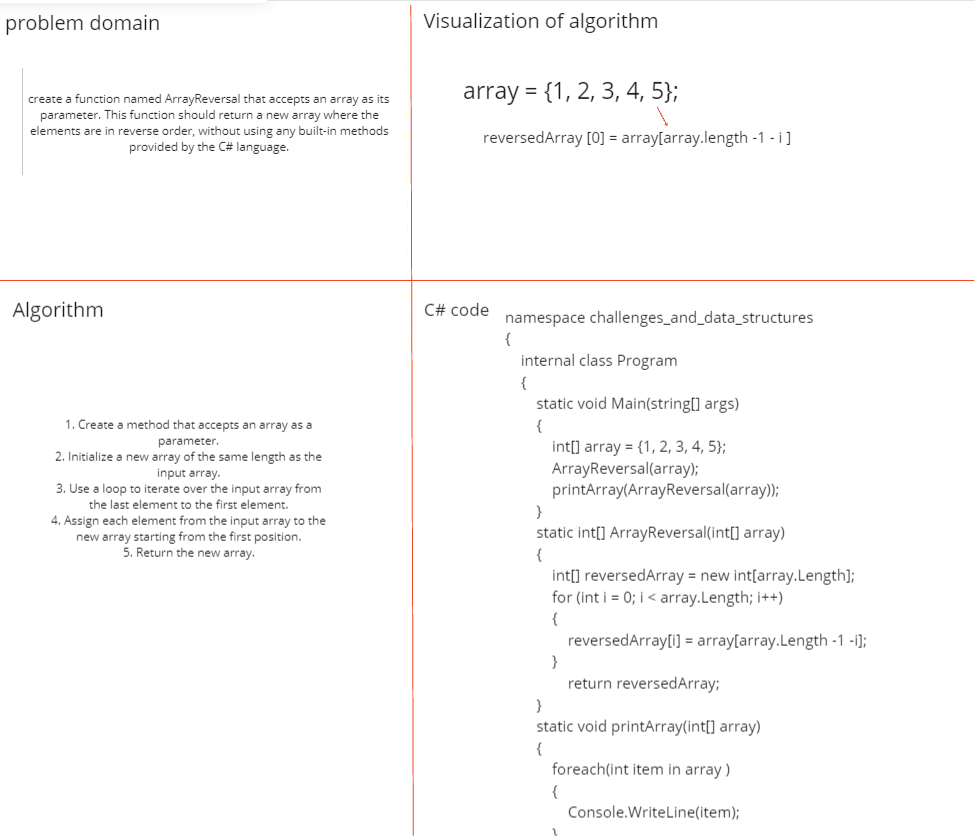 problem domain
create a function named ArrayReversal that accepts an array as its
parameter. This function should return a new array where the
elements are in reverse order, without using any built-in methods
provided by the C# language.
Visualization of algorithm
array = {1, 2, 3, 4, 5};
reversedArray [0] = array[array.length -1 - i ]
Algorithm
1. Create a method that accepts an array as a
parameter.
2. Initialize a new array of the same length as the
input array.
3. Use a loop to iterate over the input array from
the last element to the first element.
4. Assign each element from the input array to the
new array starting from the first position.
5. Return the new array.
C# code
namespace challenges_and_data_structures
{
internal class Program
{
static void Main(string[] args)
{
int[] array = {1, 2, 3, 4, 5};
ArrayReversal(array);
printArray(ArrayReversal(array));
}
static int[] ArrayReversal(int[] array)
{
int[] reversedArray = new int[array.Length];
for (int i = 0; i < array.Length; i++)
{
reversedArray[i] = array[array.Length -1 -i];
}
return reversedArray;
}
static void printArray(int[] array)
{
foreach(int item in array )
{
Console.WriteLine(item);
}